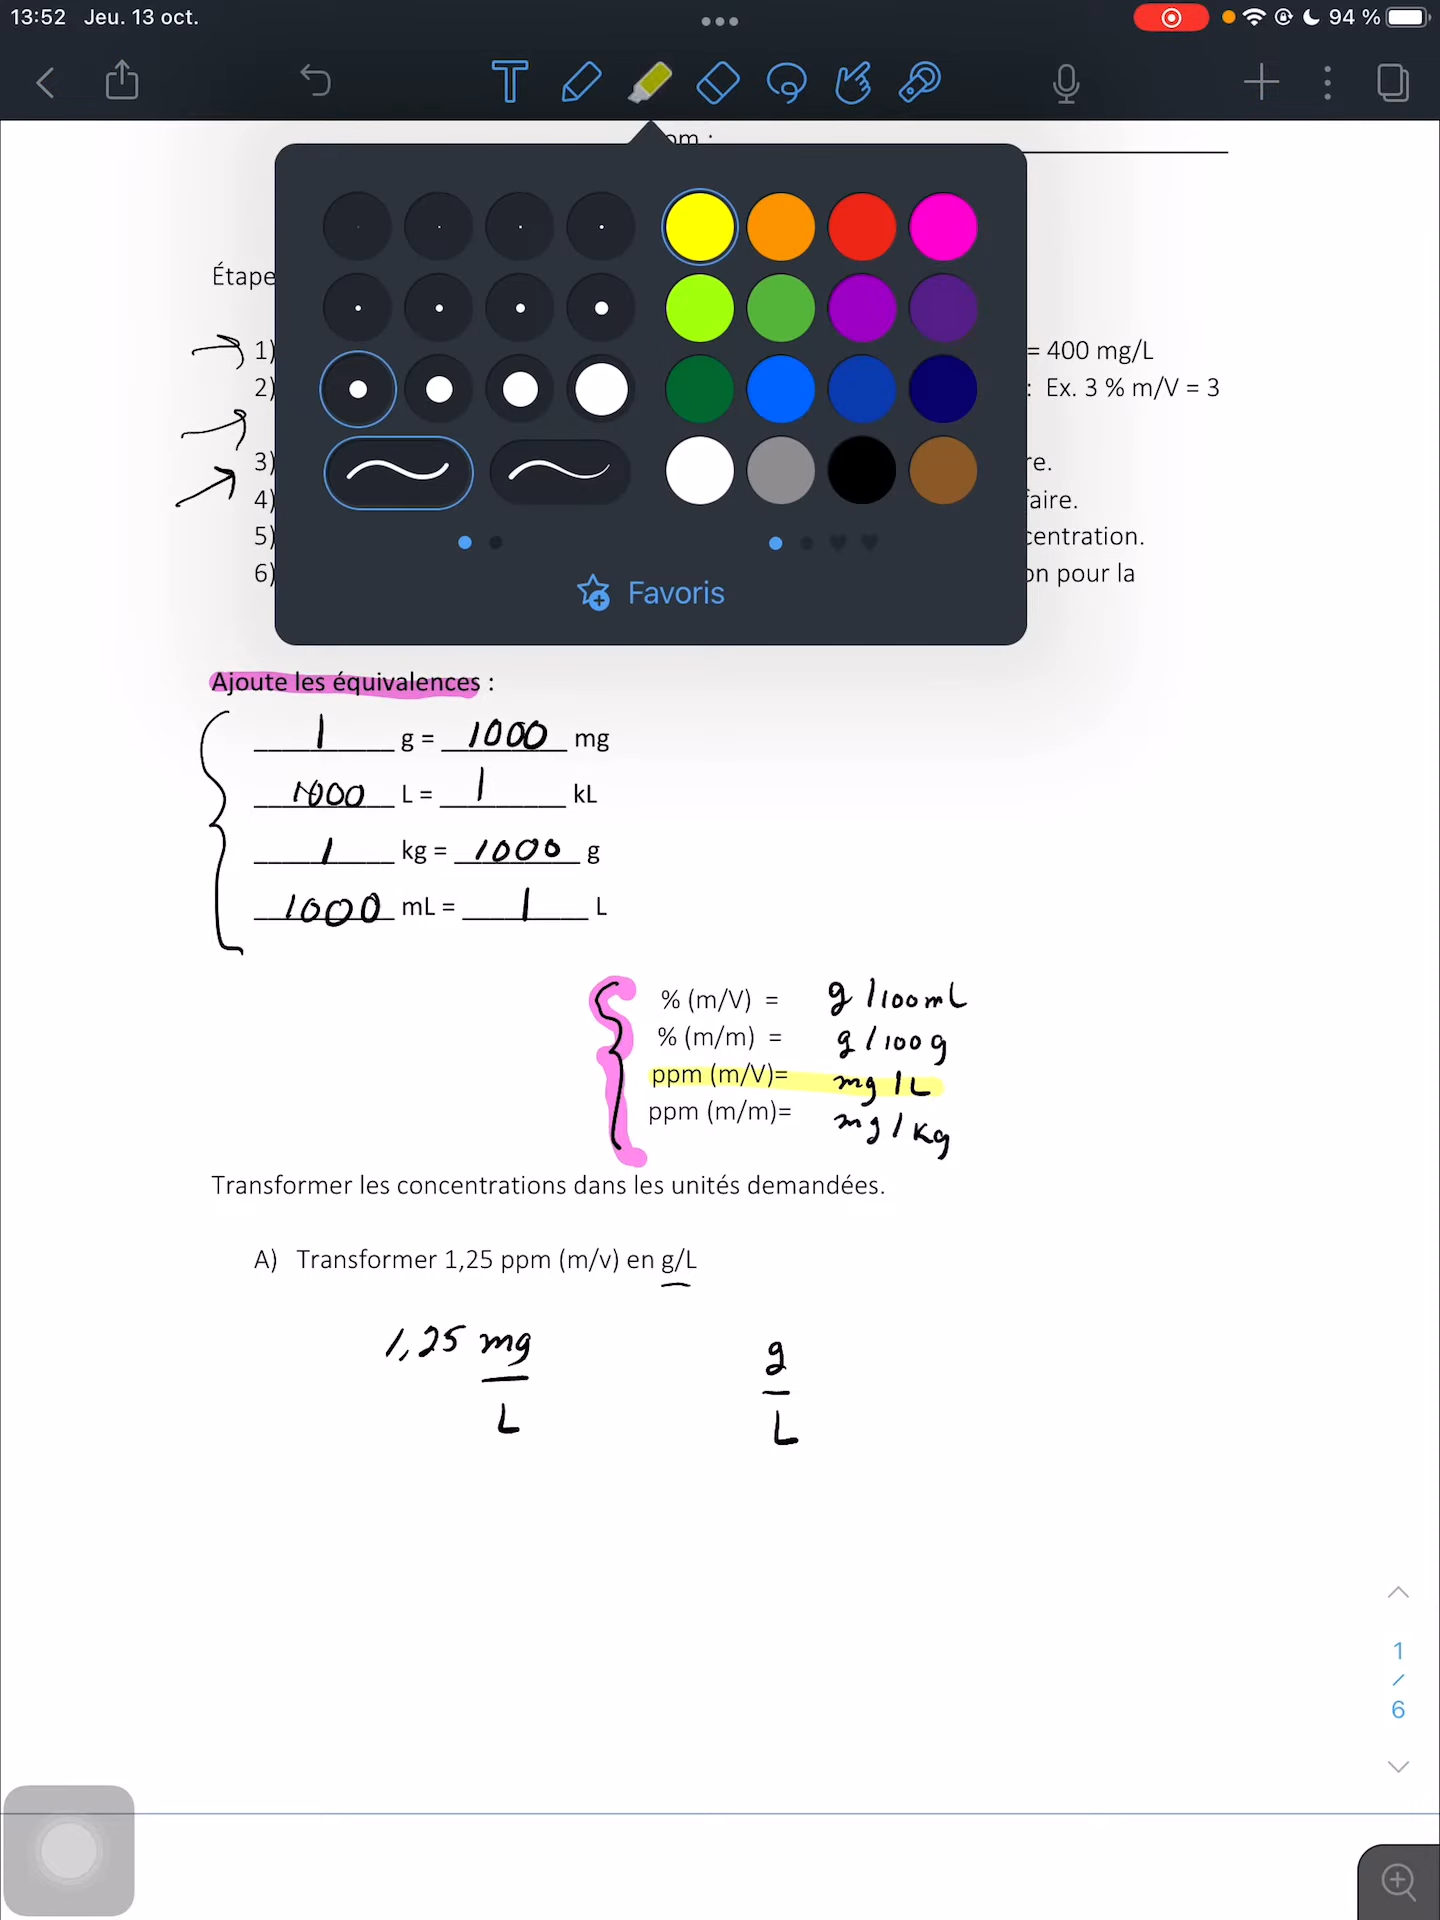 13:52 Jeu. 13 oct. 94 %
om :
Étape
1) = 400 mg/L
2) : Ex. 3 % m/V = 3
3) re.
4) faire.
5) centration.
6) on pour la
Favoris
Ajoute les équivalences :
1 g = 1000 mg
1000 L = 1 kL
1 kg = 1000 g
1000 mL = 1 L
% (m/V) = g/100mL
% (m/m) = g/100g
ppm (m/V)= mg/L
ppm (m/m)= mg/kg
Transformer les concentrations dans les unités demandées.
A) Transformer 1,25 ppm (m/v) en g/L
1,25 mg g
L L
1
/
6